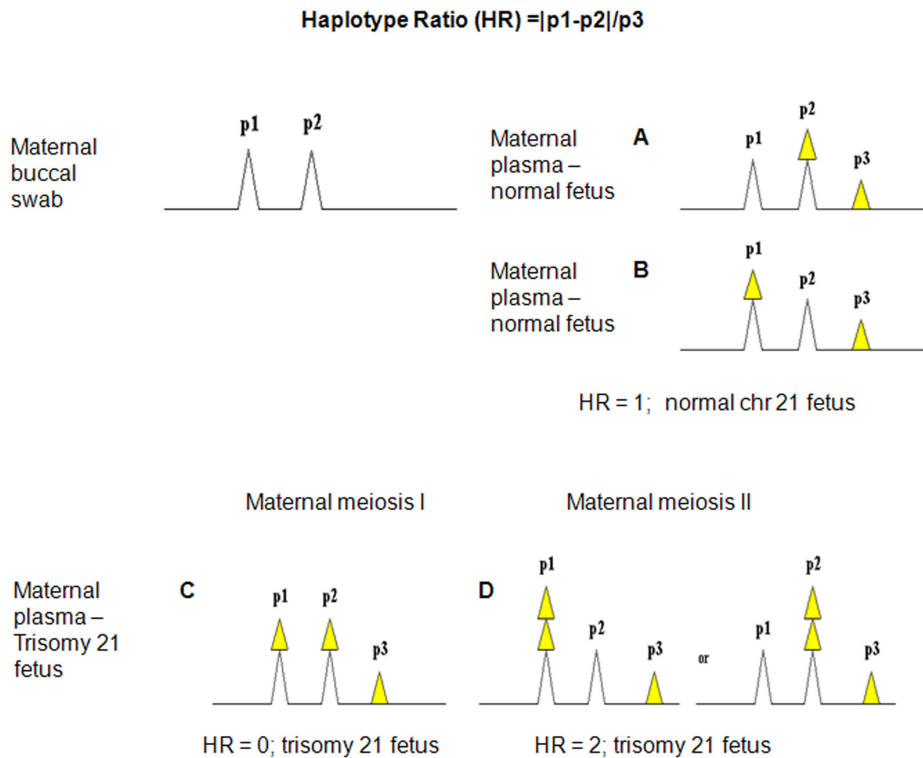 Haplotype Ratio (HR) =|p1-p2|/p3
Maternal
buccal
swab
p1 p2
Maternal
plasma –
normal fetus
A
p1 p2 p3
Maternal
plasma –
normal fetus
B
p1 p2 p3
HR = 1; normal chr 21 fetus
Maternal meiosis I
Maternal meiosis II
Maternal
plasma –
Trisomy 21
fetus
C
p1 p2 p3
D
p1 p2 p3
or
p1 p2 p3
HR = 0; trisomy 21 fetus
HR = 2; trisomy 21 fetus